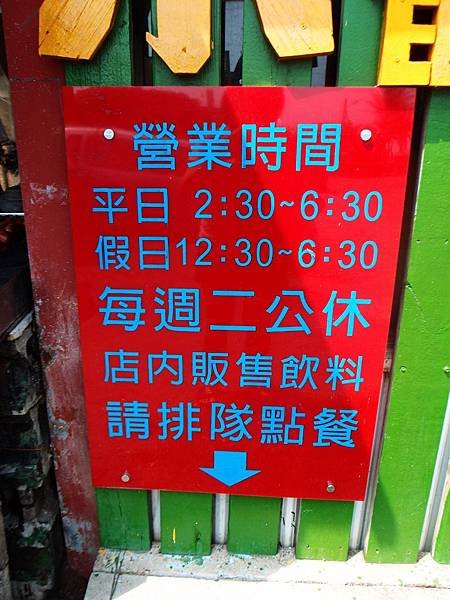 營業時間
平日 2:30~6:30
假日12:30~6:30
每週二公休
店內販售飲料
請排隊點餐